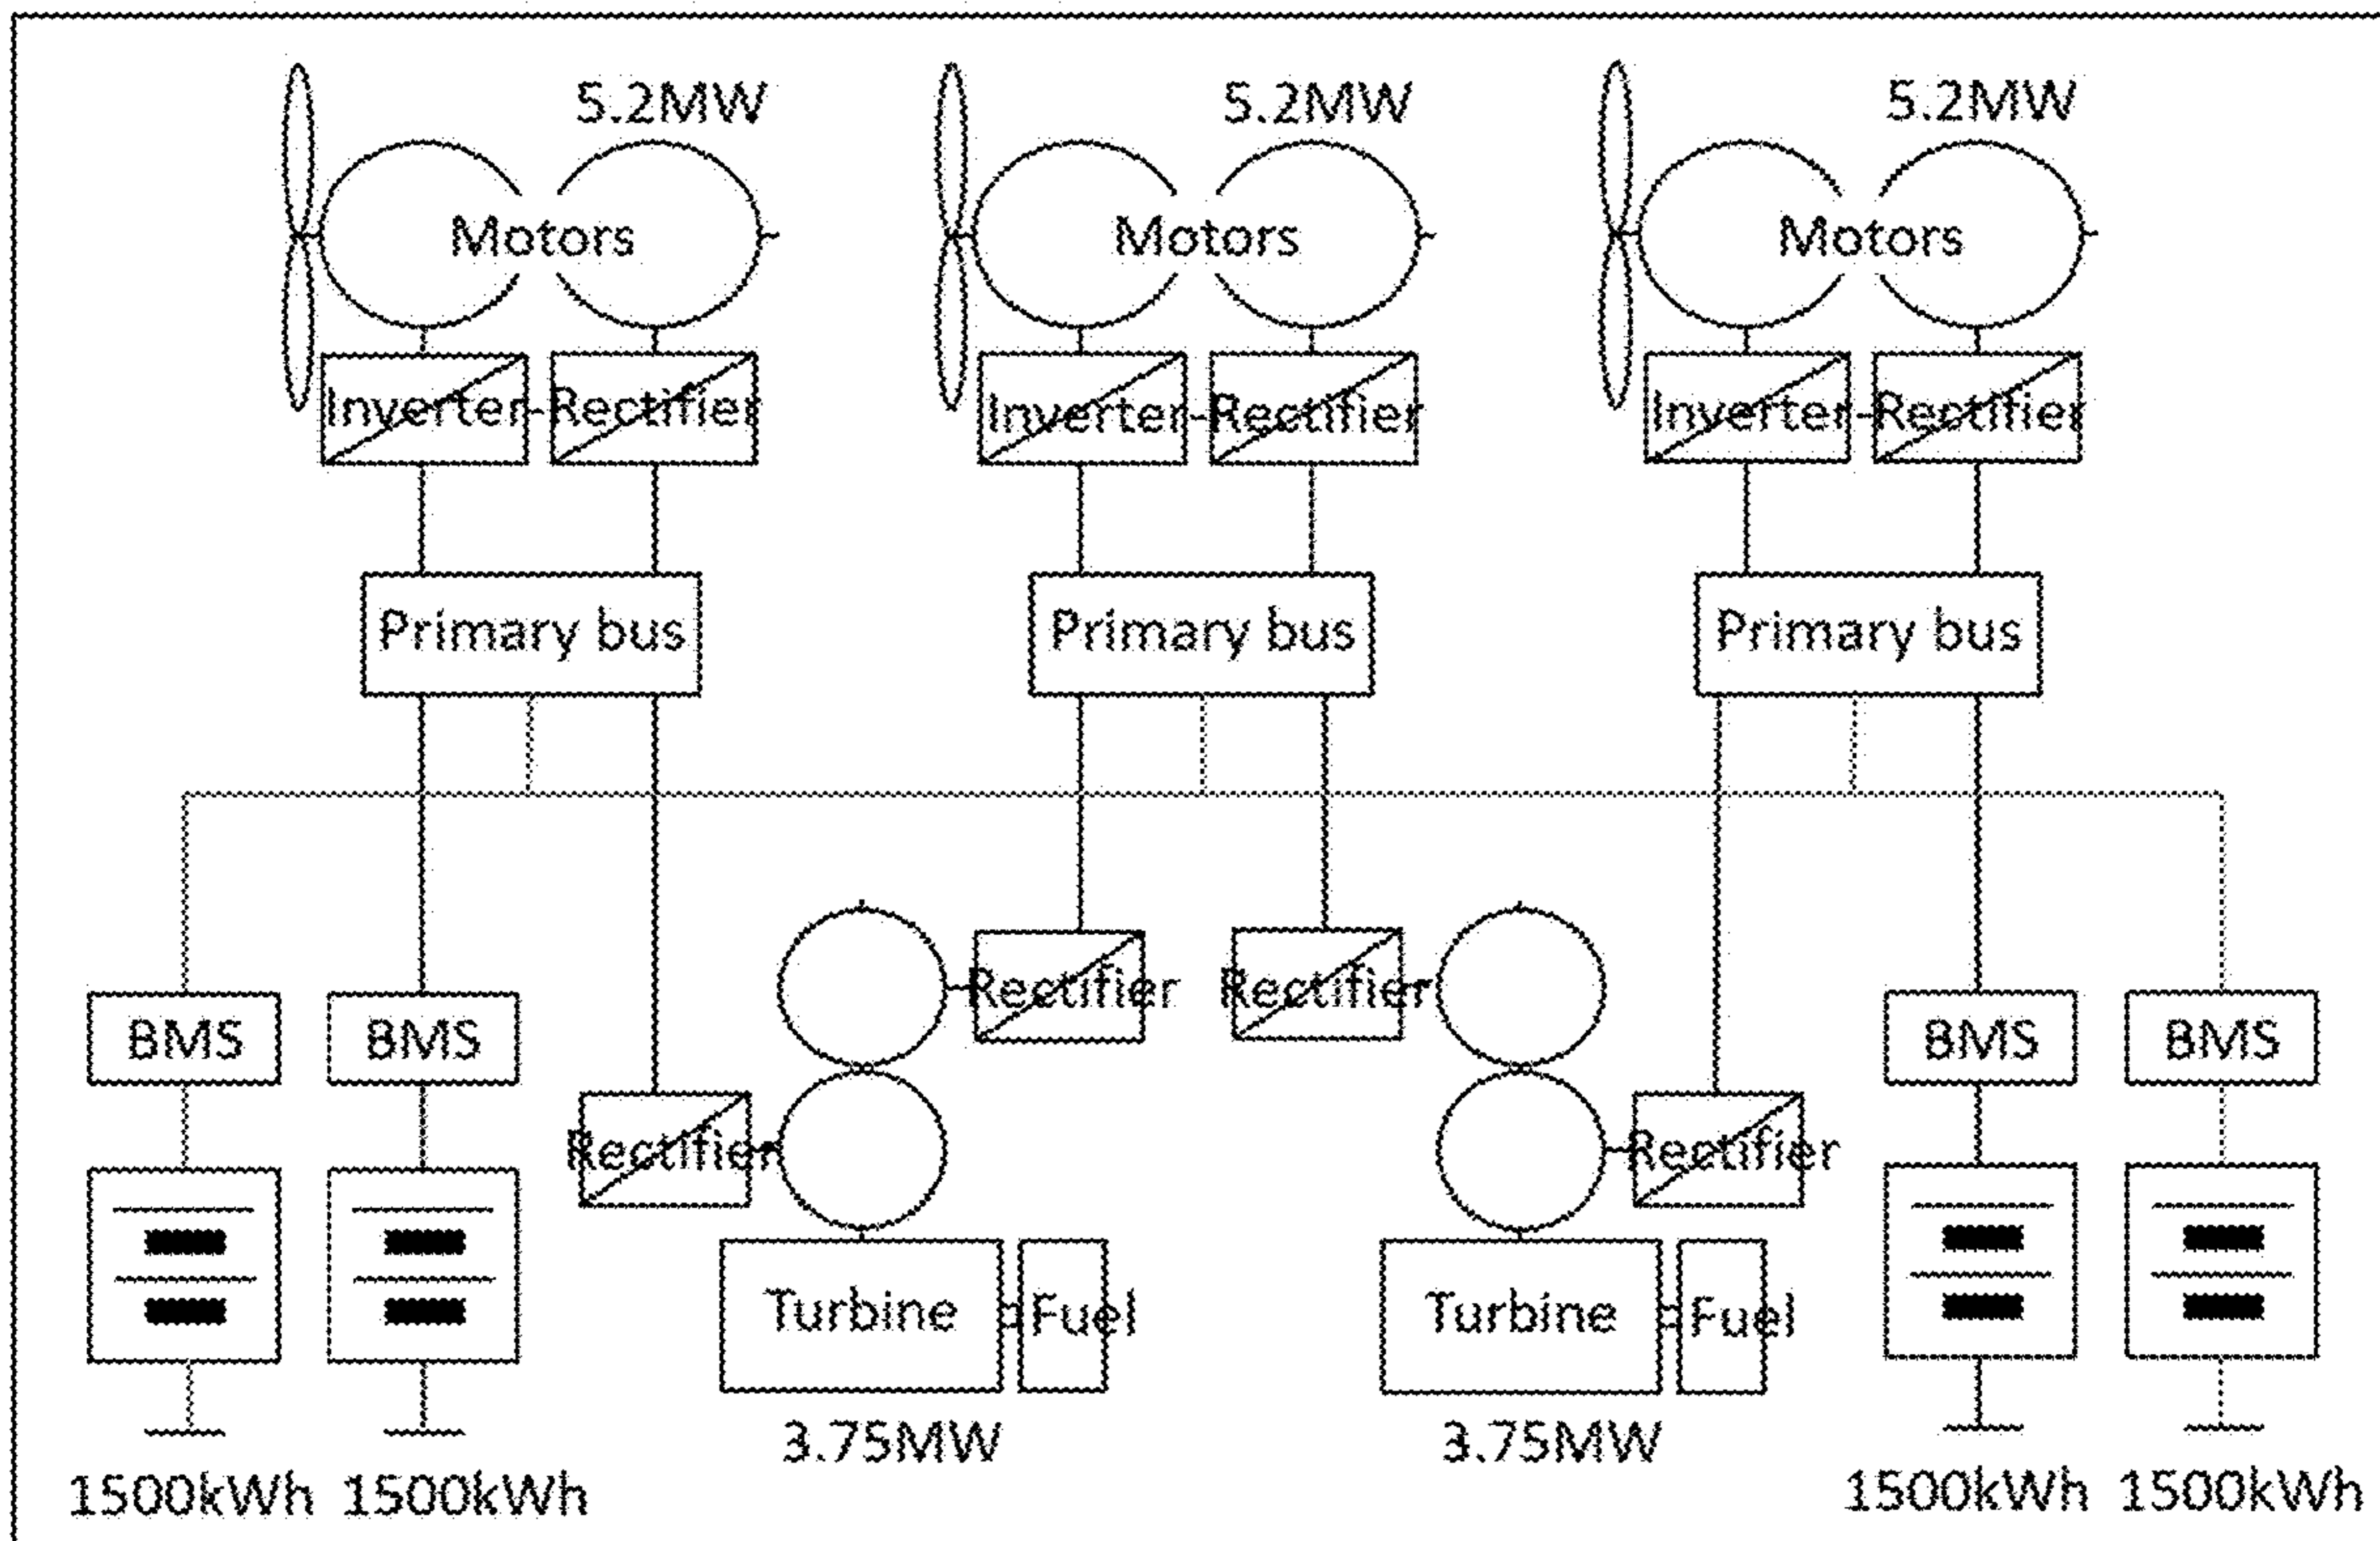 5.2MW 5.2MW 5.2MW
Motors Motors Motors
Inverter Rectifier Inverter Rectifier Inverter Rectifier
Primary bus Primary bus Primary bus
Rectifier Rectifier
BMS BMS BMS BMS
Rectifier Rectifier
Turbine Fuel Turbine Fuel
3.75MW 3.75MW
1500kWh 1500kWh 1500kWh 1500kWh